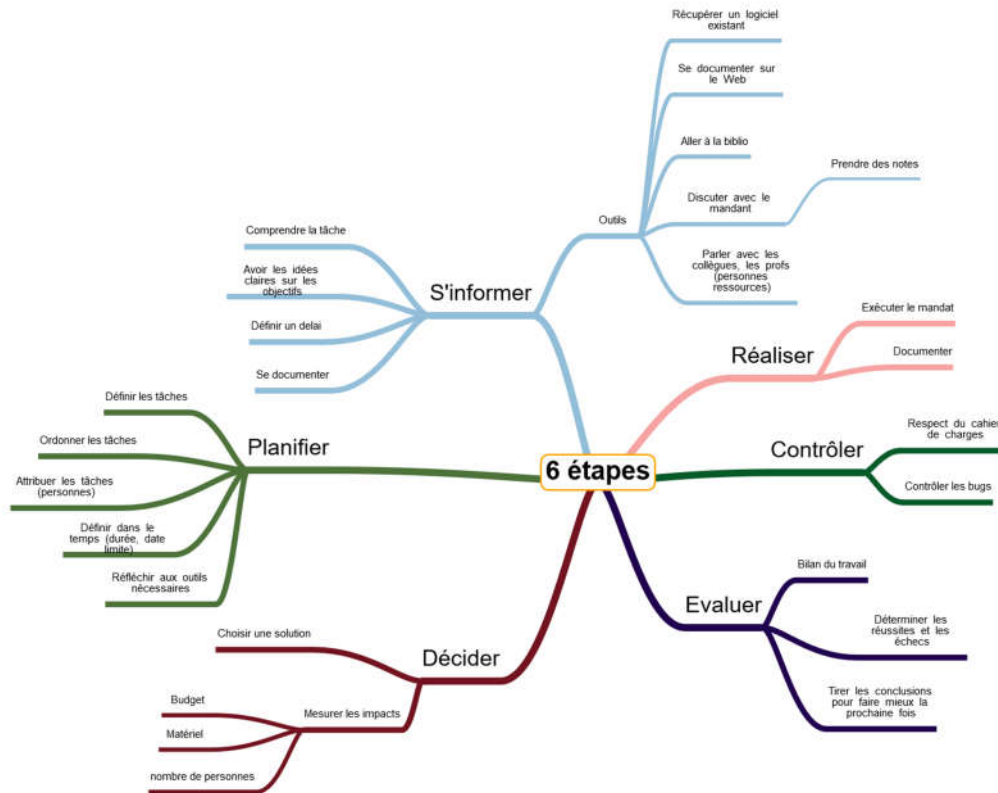 6 étapes
S'informer
Comprendre la tâche
Avoir les idées
claires sur les
objectifs
Définir un delai
Se documenter
Outils
Récupérer un logiciel
existant
Se documenter sur
le Web
Aller à la biblio
Discuter avec le
mandant
Prendre des notes
Parler avec les
collègues, les profs
(personnes
ressources)
Planifier
Définir les tâches
Ordonner les tâches
Attribuer les tâches
(personnes)
Définir dans le
temps (durée, date
limite)
Réfléchir aux outils
nécessaires
Décider
Choisir une solution
Mesurer les impacts
Budget
Matériel
nombre de personnes
Réaliser
Exécuter le mandat
Documenter
Contrôler
Respect du cahier
de charges
Contrôler les bugs
Evaluer
Bilan du travail
Déterminer les
réussites et les
échecs
Tirer les conclusions
pour faire mieux la
prochaine fois